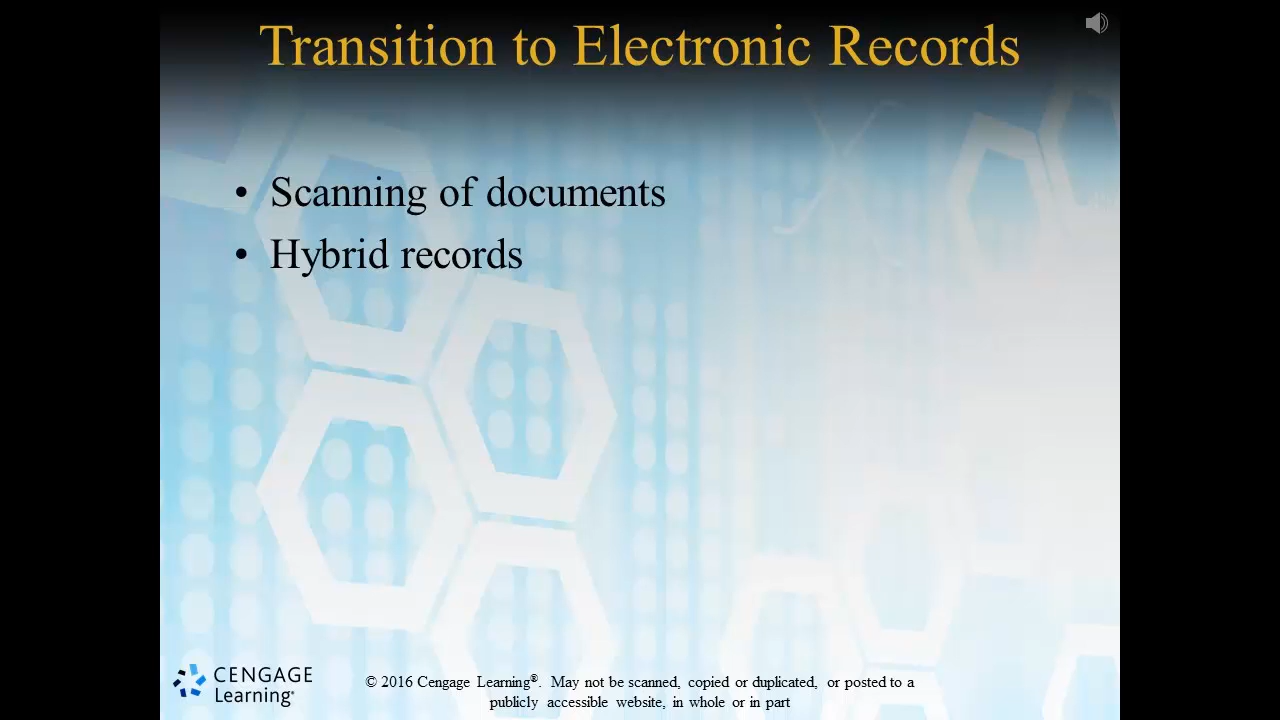 Transition to Electronic Records
• Scanning of documents
• Hybrid records
CENGAGE
Learning®
© 2016 Cengage Learning®. May not be scanned, copied or duplicated, or posted to a
publicly accessible website, in whole or in part